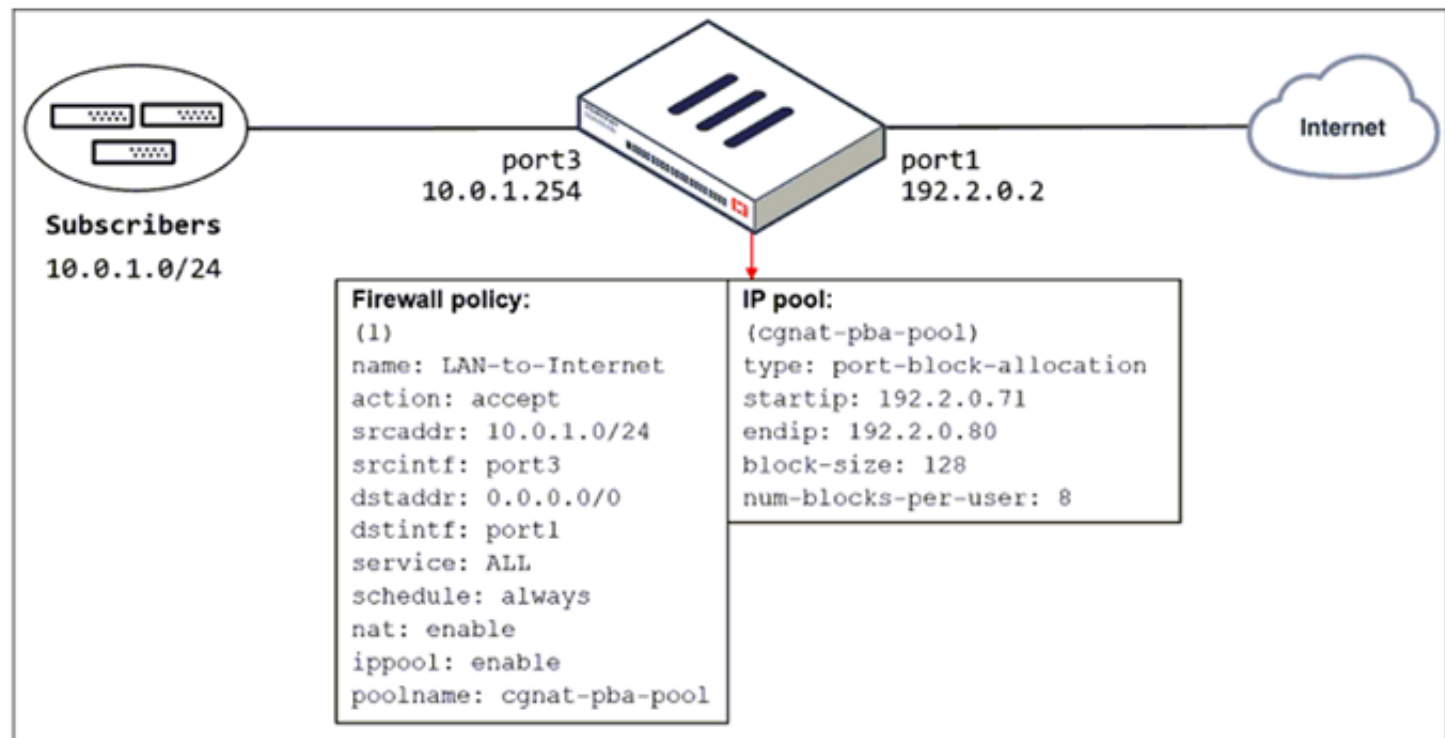 port3
10.0.1.254
port1
192.2.0.2
Internet
Subscribers
10.0.1.0/24
Firewall policy:
(1)
name: LAN-to-Internet
action: accept
srcaddr: 10.0.1.0/24
srcintf: port3
dstaddr: 0.0.0.0/0
dstintf: port1
service: ALL
schedule: always
nat: enable
ippool: enable
poolname: cgnat-pba-pool
IP pool:
(cgnat-pba-pool)
type: port-block-allocation
startip: 192.2.0.71
endip: 192.2.0.80
block-size: 128
num-blocks-per-user: 8